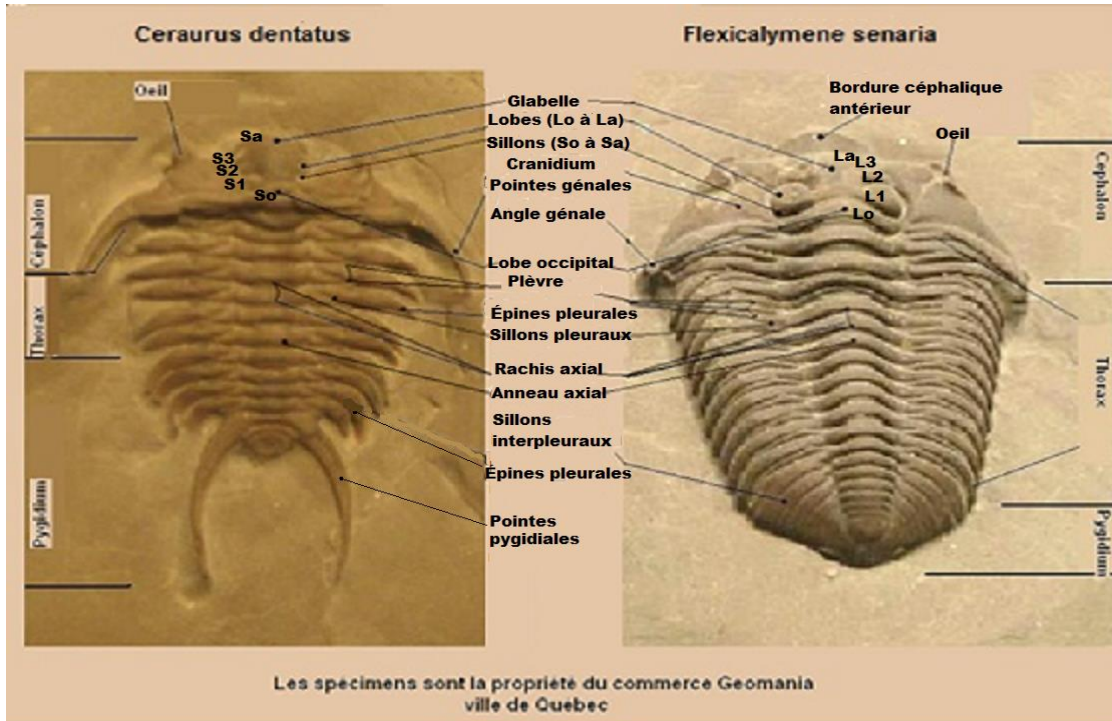 Ceraurus dentatus
Flexicalymene senaria
Oeil
Sa
S3
S2
S1
So
Céphalon
Thorax
Pygidium
Glabelle
Lobes (Lo à La)
Sillons (So à Sa)
Cranidium
Pointes génales
Angle génale
Lobe occipital
Plèvre
Épines pleurales
Sillons pleuraux
Rachis axial
Anneau axial
Sillons
interpleuraux
Épines pleurales
Pointes
pygidiales
Bordure céphalique
antérieur
Oeil
La
L3
L2
L1
Lo
Cephalon
Thorax
Pygidium
Les spécimens sont la propriété du commerce Geomania
ville de Québec